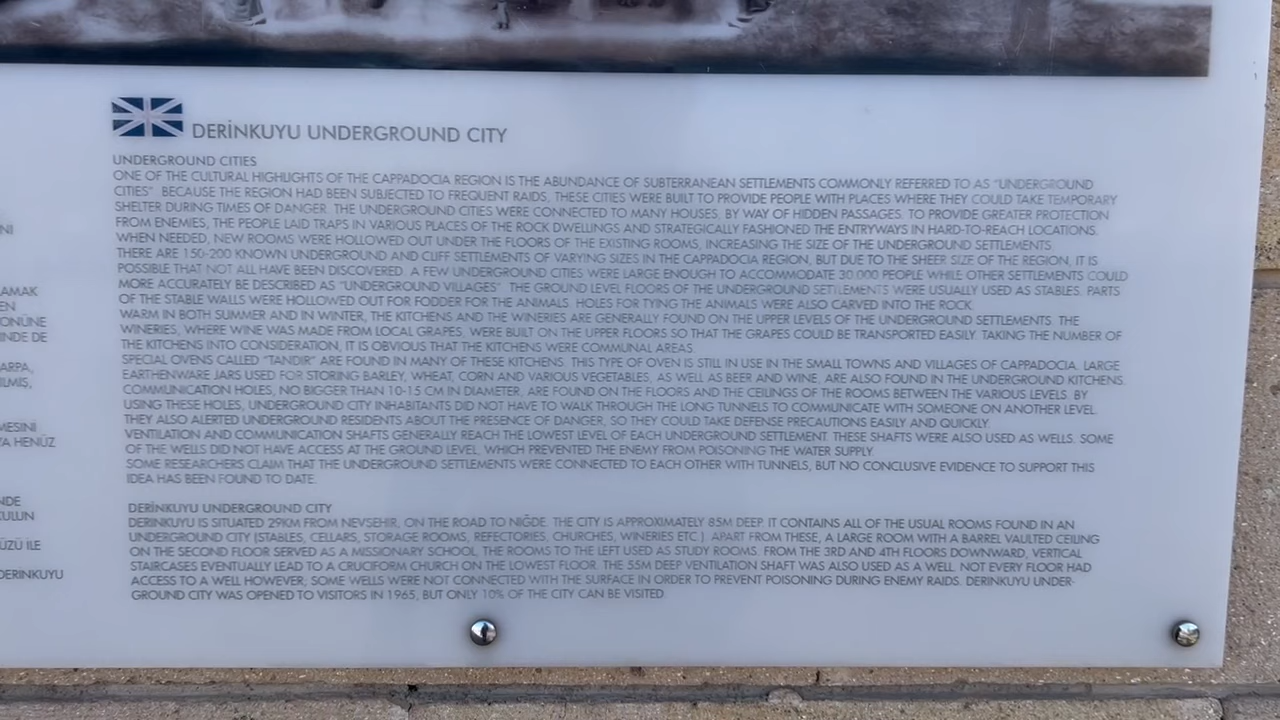 DERİNKUYU UNDERGROUND CITY
UNDERGROUND CITIES
ONE OF THE CULTURAL HIGHLIGHTS OF THE CAPPADOCIA REGION IS THE ABUNDANCE OF SUBTERRANEAN SETTLEMENTS COMMONLY REFERRED TO AS "UNDERGROUND
CITIES" BECAUSE THE REGION HAD BEEN SUBJECTED TO FREQUENT RAIDS, THESE CITIES WERE BUILT TO PROVIDE PEOPLE WITH PLACES WHERE THEY COULD TAKE TEMPORARY
SHELTER DURING TIMES OF DANGER. THE UNDERGROUND CITIES WERE CONNECTED TO MANY HOUSES, BY WAY OF HIDDEN PASSAGES. TO PROVIDE GREATER PROTECTION
FROM ENEMIES, THE PEOPLE LAID TRAPS IN VARIOUS PLACES OF THE ROCK DWELLINGS AND STRATEGICALLY FASHIONED THE ENTRYWAYS IN HARD-TO-REACH LOCATIONS.
WHEN NEEDED, NEW ROOMS WERE HOLLOWED OUT UNDER THE FLOORS OF THE EXISTING ROOMS, INCREASING THE SIZE OF THE UNDERGROUND SETTLEMENTS.
THERE ARE 150-200 KNOWN UNDERGROUND AND CLIFF SETTLEMENTS OF VARYING SIZES IN THE CAPPADOCIA REGION, BUT DUE TO THE SHEER SIZE OF THE REGION, IT IS
POSSIBLE THAT NOT ALL HAVE BEEN DISCOVERED. A FEW UNDERGROUND CITIES WERE LARGE ENOUGH TO ACCOMMODATE 30.000 PEOPLE WHILE OTHER SETTLEMENTS COULD
MORE ACCURATELY BE DESCRIBED AS "UNDERGROUND VILLAGES" THE GROUND LEVEL FLOORS OF THE UNDERGROUND SETTLEMENTS WERE USUALLY USED AS STABLES. PARTS
OF THE STABLE WALLS WERE HOLLOWED OUT FOR FODDER FOR THE ANIMALS. HOLES FOR TYING THE ANIMALS WERE ALSO CARVED INTO THE ROCK.
WARM IN BOTH SUMMER AND IN WINTER, THE KITCHENS AND THE WINERIES ARE GENERALLY FOUND ON THE UPPER LEVELS OF THE UNDERGROUND SETTLEMENTS. THE
WINERIES, WHERE WINE WAS MADE FROM LOCAL GRAPES, WERE BUILT ON THE UPPER FLOORS SO THAT THE GRAPES COULD BE TRANSPORTED EASILY. TAKING THE NUMBER OF
THE KITCHENS INTO CONSIDERATION, IT IS OBVIOUS THAT THE KITCHENS WERE COMMUNAL AREAS.
SPECIAL OVENS CALLED "TANDIR" ARE FOUND IN MANY OF THESE KITCHENS. THIS TYPE OF OVEN IS STILL IN USE IN THE SMALL TOWNS AND VILLAGES OF CAPPADOCIA. LARGE
EARTHENWARE JARS USED FOR STORING BARLEY, WHEAT, CORN AND VARIOUS VEGETABLES, AS WELL AS BEER AND WINE, ARE ALSO FOUND IN THE UNDERGROUND KITCHENS.
COMMUNICATION HOLES, NO BIGGER THAN 10-15 CM IN DIAMETER, ARE FOUND ON THE FLOORS AND THE CEILINGS OF THE ROOMS BETWEEN THE VARIOUS LEVELS. BY
USING THESE HOLES, UNDERGROUND CITY INHABITANTS DID NOT HAVE TO WALK THROUGH THE LONG TUNNELS TO COMMUNICATE WITH SOMEONE ON ANOTHER LEVEL.
THEY ALSO ALERTED UNDERGROUND RESIDENTS ABOUT THE PRESENCE OF DANGER, SO THEY COULD TAKE DEFENSE PRECAUTIONS EASILY AND QUICKLY.
VENTILATION AND COMMUNICATION SHAFTS GENERALLY REACH THE LOWEST LEVEL OF EACH UNDERGROUND SETTLEMENT. THESE SHAFTS WERE ALSO USED AS WELLS. SOME
OF THE WELLS DID NOT HAVE ACCESS AT THE GROUND LEVEL, WHICH PREVENTED THE ENEMY FROM POISONING THE WATER SUPPLY.
SOME RESEARCHERS CLAIM THAT THE UNDERGROUND SETTLEMENTS WERE CONNECTED TO EACH OTHER WITH TUNNELS, BUT NO CONCLUSIVE EVIDENCE TO SUPPORT THIS
IDEA HAS BEEN FOUND TO DATE.
DERİNKUYU UNDERGROUND CITY
DERİNKUYU IS SITUATED 29KM FROM NEVSEHIR, ON THE ROAD TO NİĞDE. THE CITY IS APPROXIMATELY 85M DEEP. IT CONTAINS ALL OF THE USUAL ROOMS FOUND IN AN
UNDERGROUND CITY (STABLES, CELLARS, STORAGE ROOMS, REFECTORIES, CHURCHES, WINERIES ETC.) APART FROM THESE, A LARGE ROOM WITH A BARREL VAULTED CEILING
ON THE SECOND FLOOR SERVED AS A MISSIONARY SCHOOL, THE ROOMS TO THE LEFT USED AS STUDY ROOMS. FROM THE 3RD AND 4TH FLOORS DOWNWARD, VERTICAL
STAIRCASES EVENTUALLY LEAD TO A CRUCIFORM CHURCH ON THE LOWEST FLOOR. THE 55M DEEP VENTILATION SHAFT WAS ALSO USED AS A WELL. NOT EVERY FLOOR HAD
ACCESS TO A WELL HOWEVER, SOME WELLS WERE NOT CONNECTED WITH THE SURFACE IN ORDER TO PREVENT POISONING DURING ENEMY RAIDS. DERINKUYU UNDER-
GROUND CITY WAS OPENED TO VISITORS IN 1965, BUT ONLY 10% OF THE CITY CAN BE VISITED.